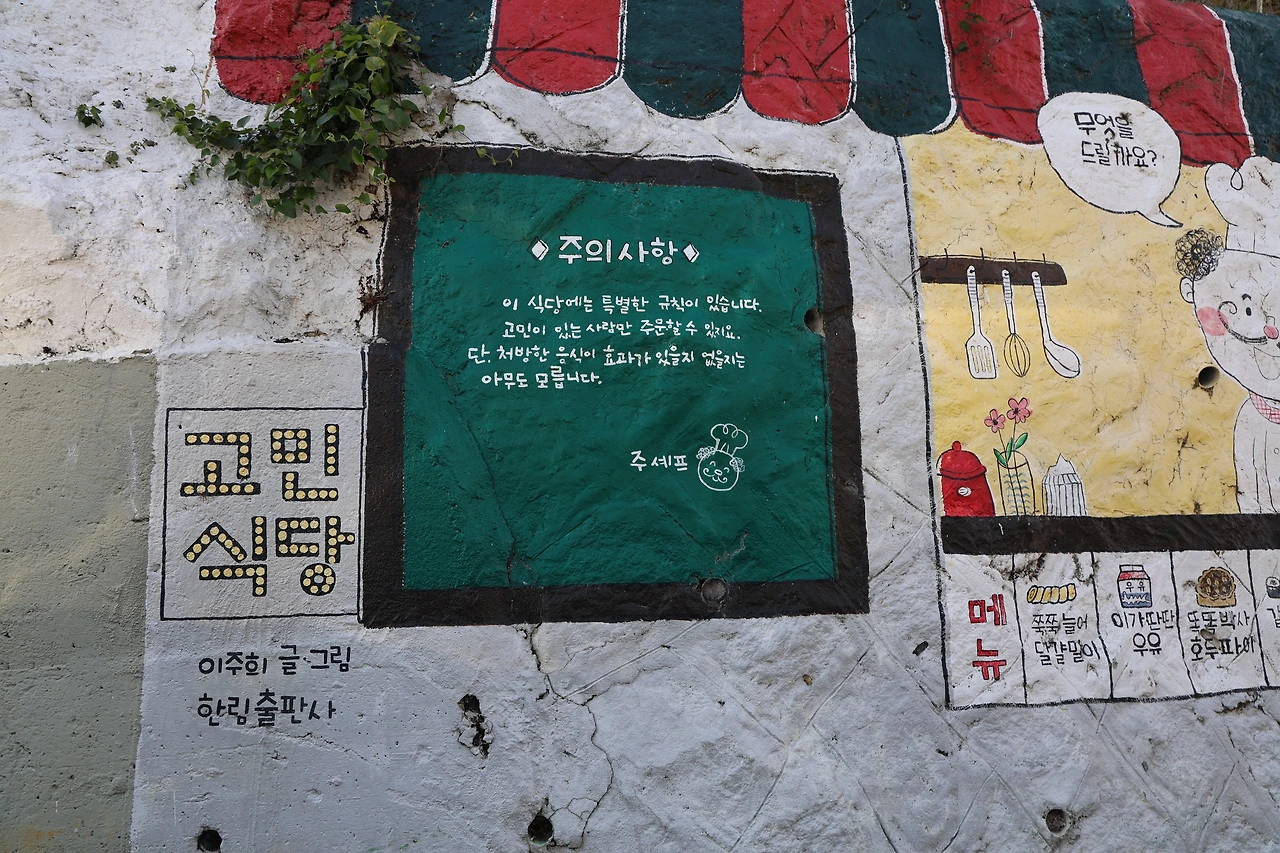 무엇을
드릴까요?
◇주의사항◇
이 식당에는 특별한 규칙이 있습니다.
고민이 있는 사람만 주문할 수 있지요.
단, 처방한 음식이 효과가 있을지 없을지는
아무도 모릅니다.
주 셰프
고민
식당
이주희 글·그림
한림출판사
메
뉴
쭉쭉 늘어
달걀말이
우유
이가 딴딴
우유
똑똑 박사
호두파이